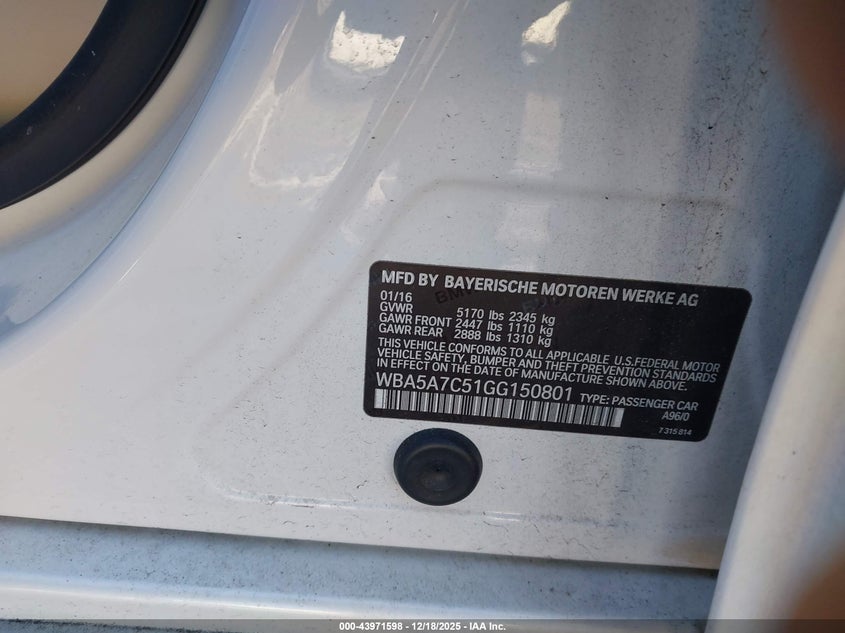 MFD BY BAYERISCHE MOTOREN WERKE AG
01/16
GVWR 5170 lbs 2345 kg
GAWR FRONT 2447 lbs 1110 kg
GAWR REAR 2888 lbs 1310 kg
THIS VEHICLE CONFORMS TO ALL APPLICABLE U.S.FEDERAL MOTOR
VEHICLE SAFETY, BUMPER AND THEFT PREVENTION STANDARDS
IN EFFECT ON THE DATE OF MANUFACTURE SHOWN ABOVE.
WBA5A7C51GG150801 TYPE: PASSENGER CAR
A96/0
7 315 814
000-43971598 - 12/18/2025 - IAA Inc.